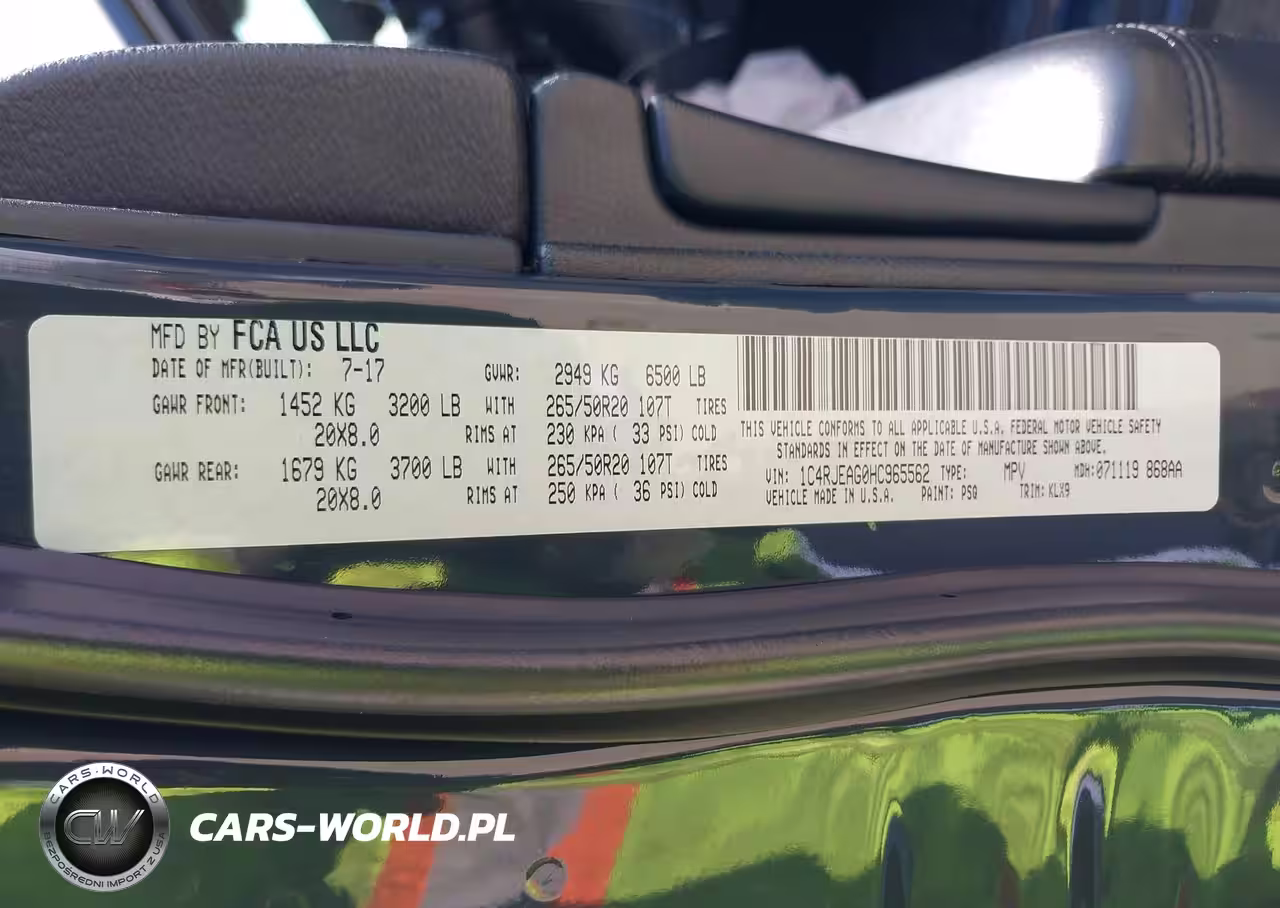 MFD BY FCA US LLC
DATE OF MFR(BUILT): 7-17 GVWR: 2949 KG 6500 LB
GAWR FRONT: 1452 KG 3200 LB WITH 265/50R20 107T TIRES
20X8.0 RIMS AT 230 KPA ( 33 PSI) COLD
GAWR REAR: 1679 KG 3700 LB WITH 265/50R20 107T TIRES
20X8.0 RIMS AT 250 KPA ( 36 PSI) COLD
THIS VEHICLE CONFORMS TO ALL APPLICABLE U.S.A. FEDERAL MOTOR VEHICLE SAFETY
STANDARDS IN EFFECT ON THE DATE OF MANUFACTURE SHOWN ABOVE.
VIN: 1C4RJEAG0HC965562 TYPE: MPV MDH:071119 868AA
VEHICLE MADE IN U.S.A. PAINT: PSQ TRIM: KLX9
CARS-WORLD
CW
BEZPOŚREDNI IMPORT Z USA
CARS-WORLD.PL